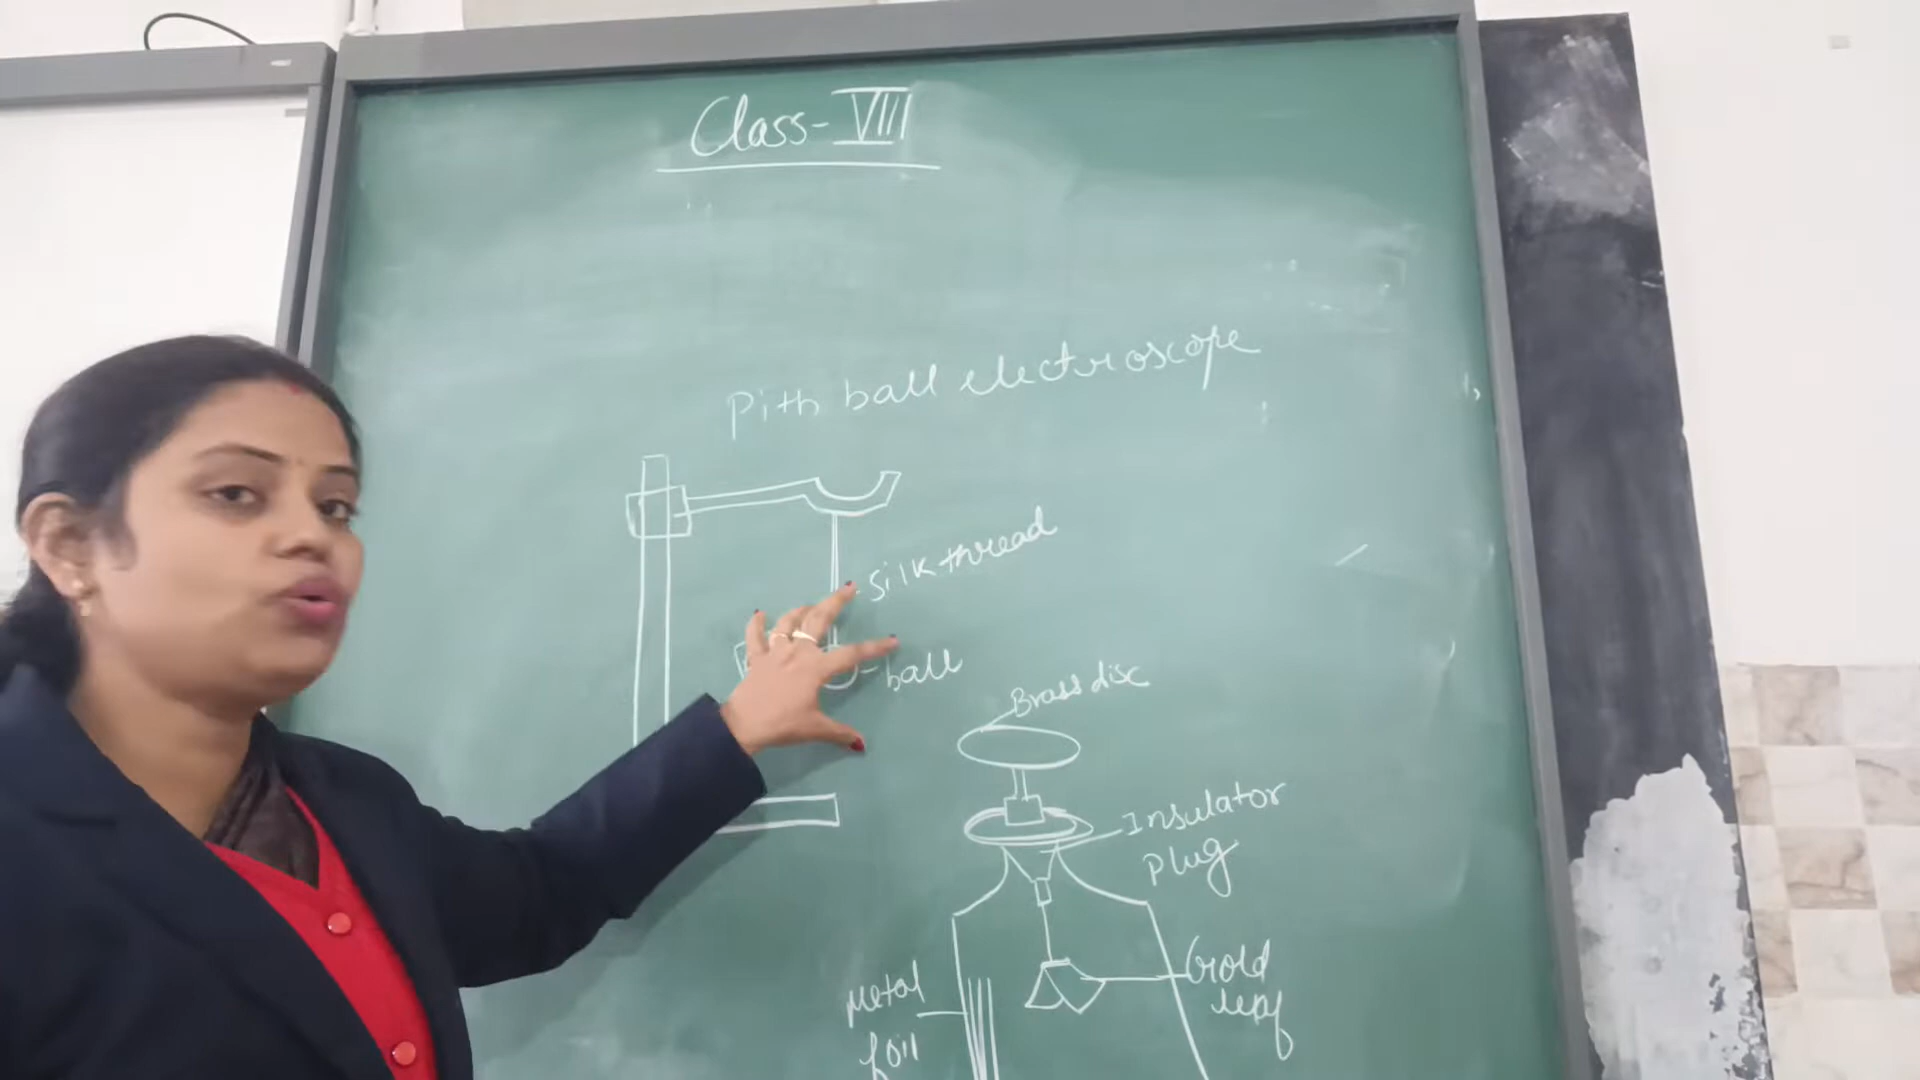 Class-VIII
Pith ball electroscope
silk thread
ball
Brass disc
Insulator
Plug
Gold
leaf
Metal
foil